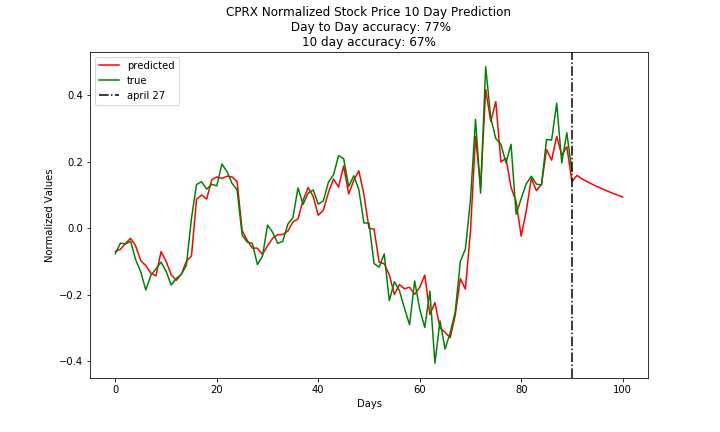 CPRX Normalized Stock Price 10 Day Prediction
Day to Day accuracy: 77%
10 day accuracy: 67%
predicted
true
april 27
Normalized Values
0.4
0.2
0.0
−0.2
−0.4
0 20 40 60 80 100
Days